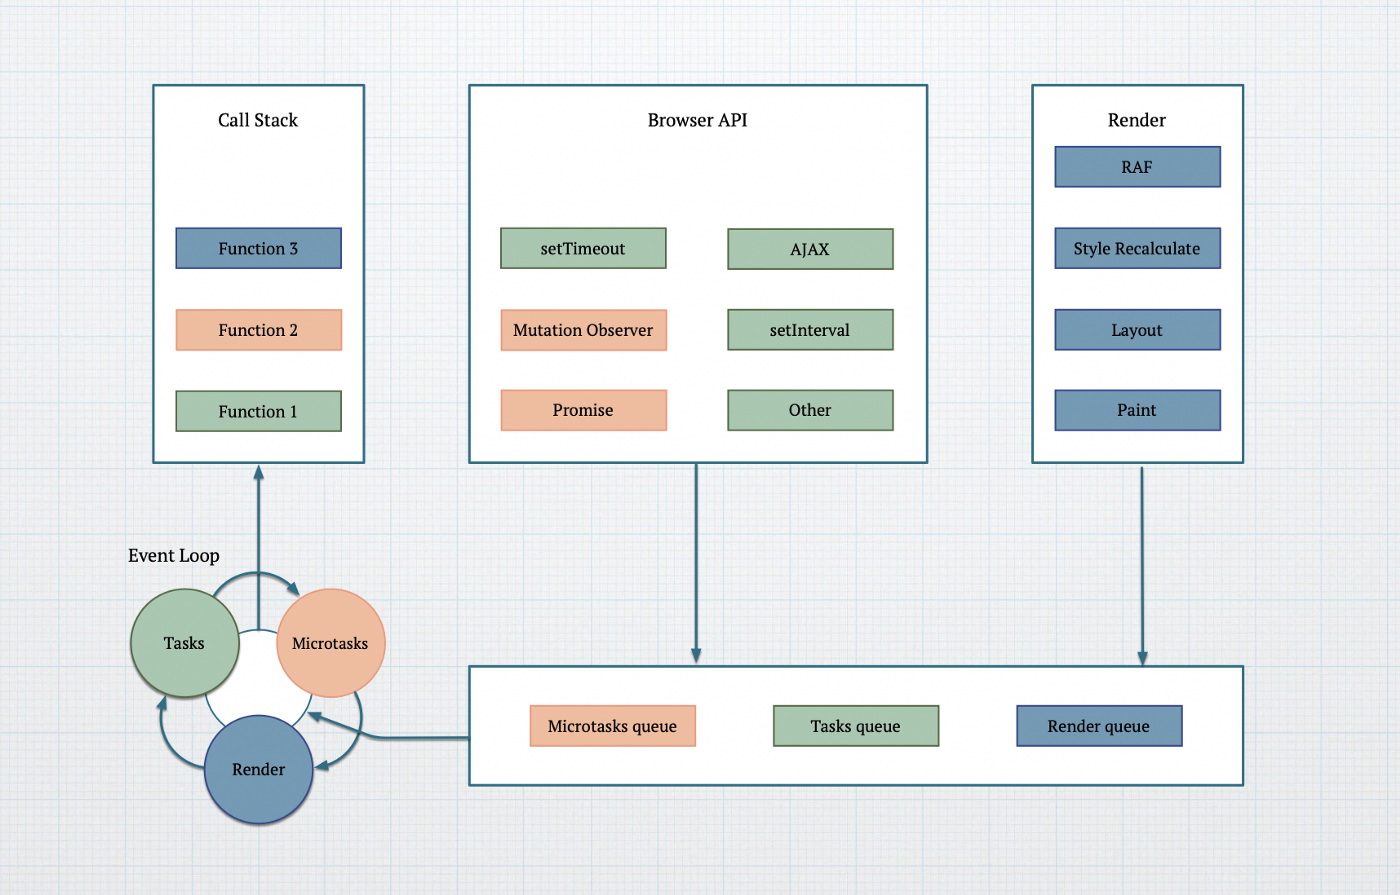 Call Stack
Function 3
Function 2
Function 1
Browser API
setTimeout
AJAX
Mutation Observer
setInterval
Promise
Other
Render
RAF
Style Recalculate
Layout
Paint
Event Loop
Tasks
Microtasks
Render
Microtasks queue
Tasks queue
Render queue